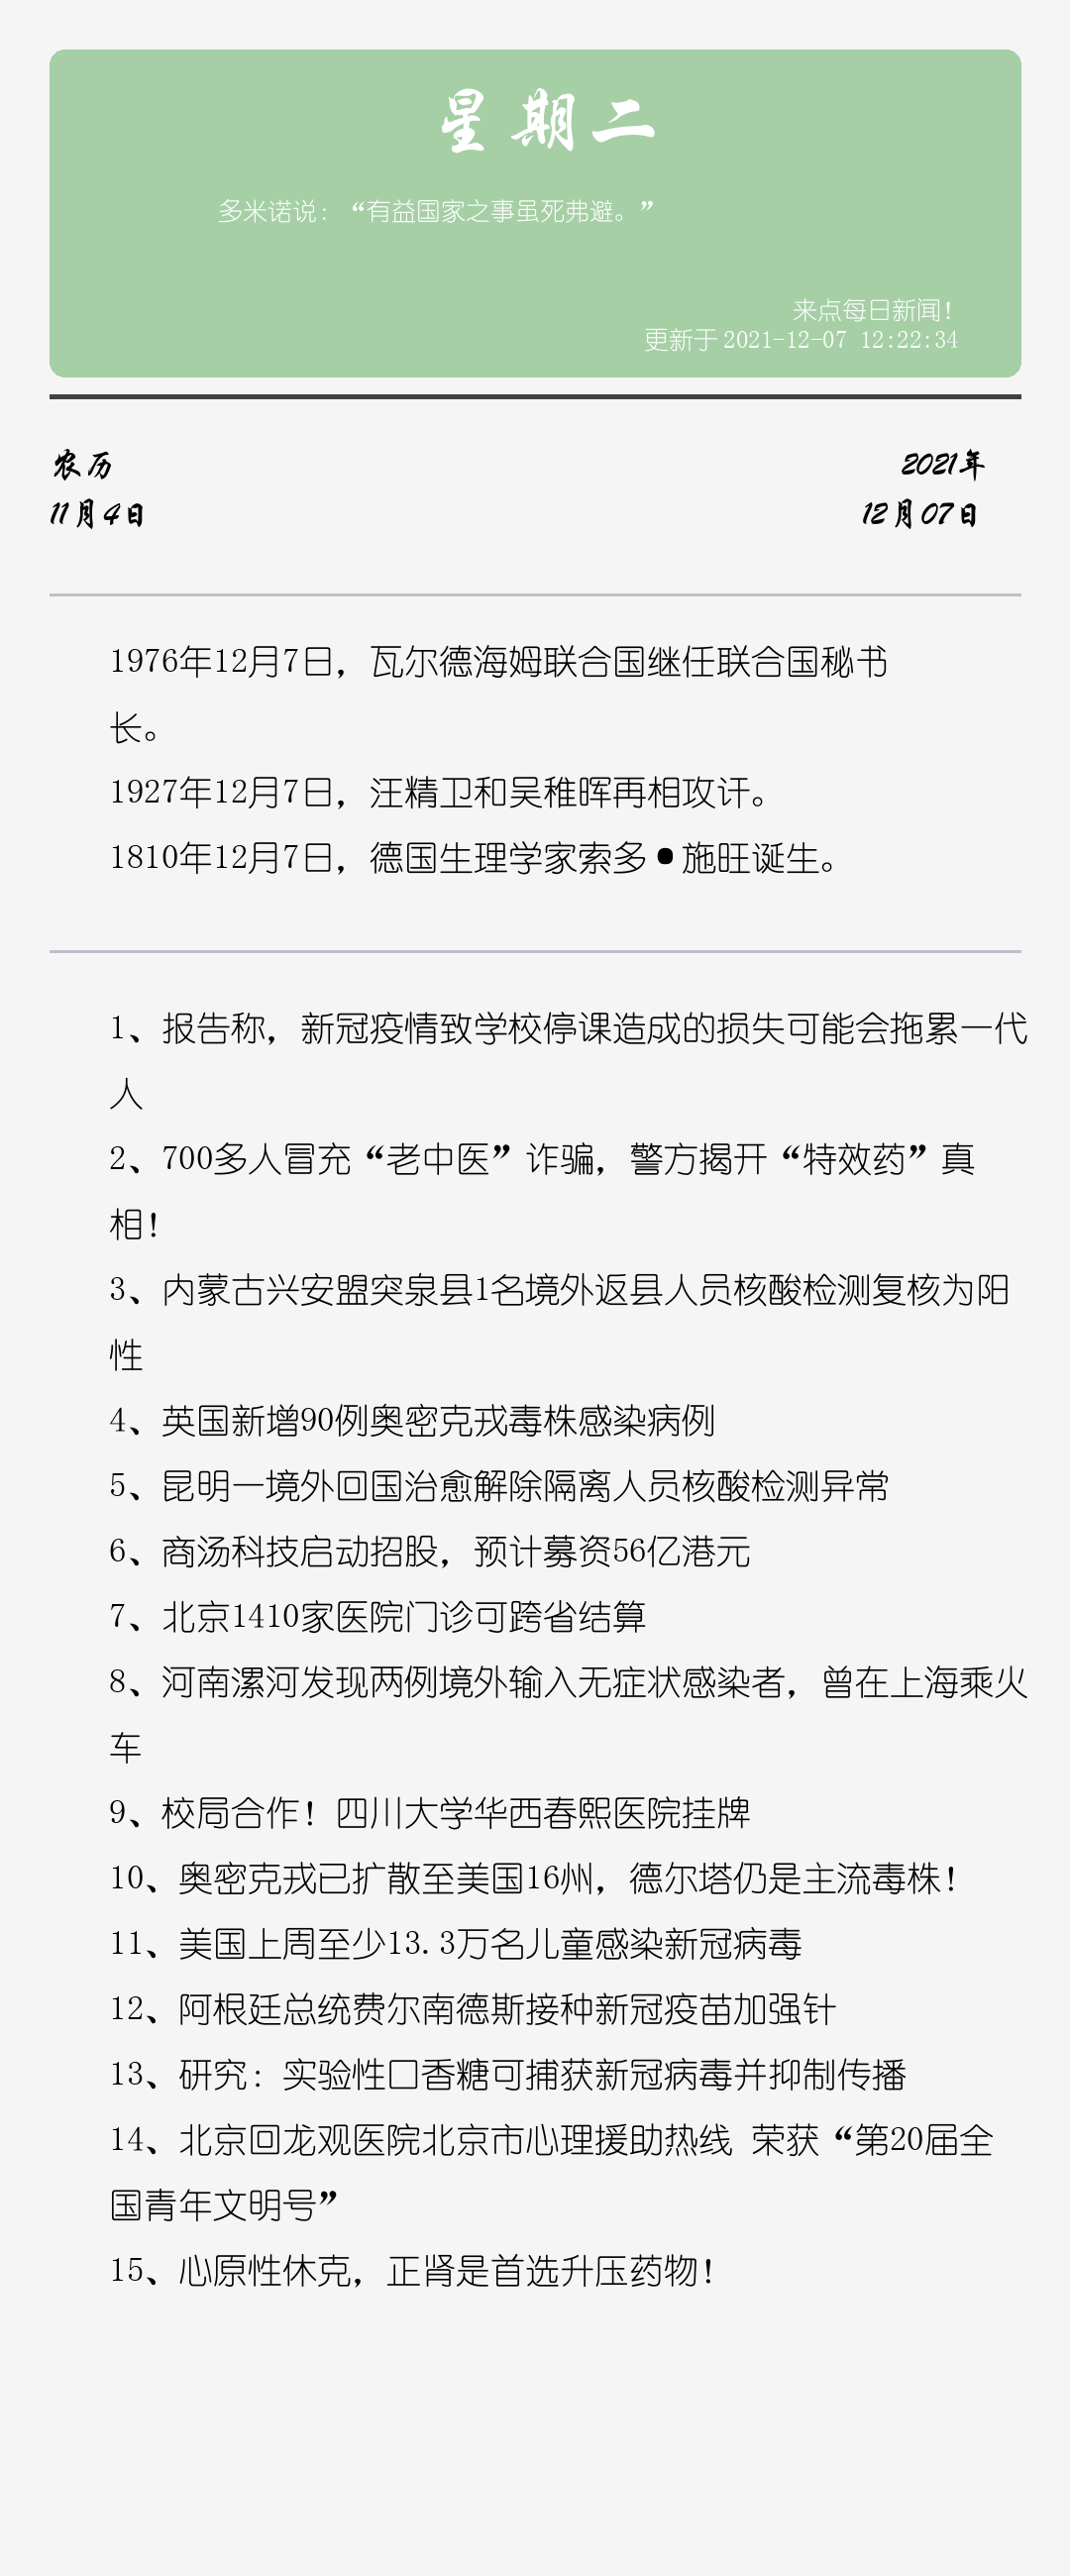 星期二
多米诺说：“有益国家之事虽死弗避。”
来点每日新闻！
更新于 2021-12-07 12:22:34
农历
2021年
11月4日
12月07日
1976年12月7日，瓦尔德海姆联合国继任联合国秘书
长。
1927年12月7日，汪精卫和吴稚晖再相攻讦。
1810年12月7日，德国生理学家索多•施旺诞生。
1、报告称，新冠疫情致学校停课造成的损失可能会拖累一代
人
2、700多人冒充“老中医”诈骗，警方揭开“特效药”真
相！
3、内蒙古兴安盟突泉县1名境外返县人员核酸检测复核为阳
性
4、英国新增90例奥密克戎毒株感染病例
5、昆明一境外回国治愈解除隔离人员核酸检测异常
6、商汤科技启动招股，预计募资56亿港元
7、北京1410家医院门诊可跨省结算
8、河南漯河发现两例境外输入无症状感染者，曾在上海乘火
车
9、校局合作！四川大学华西春熙医院挂牌
10、奥密克戎已扩散至美国16州，德尔塔仍是主流毒株！
11、美国上周至少13.3万名儿童感染新冠病毒
12、阿根廷总统费尔南德斯接种新冠疫苗加强针
13、研究：实验性口香糖可捕获新冠病毒并抑制传播
14、北京回龙观医院北京市心理援助热线 荣获“第20届全
国青年文明号”
15、心原性休克，正肾是首选升压药物！